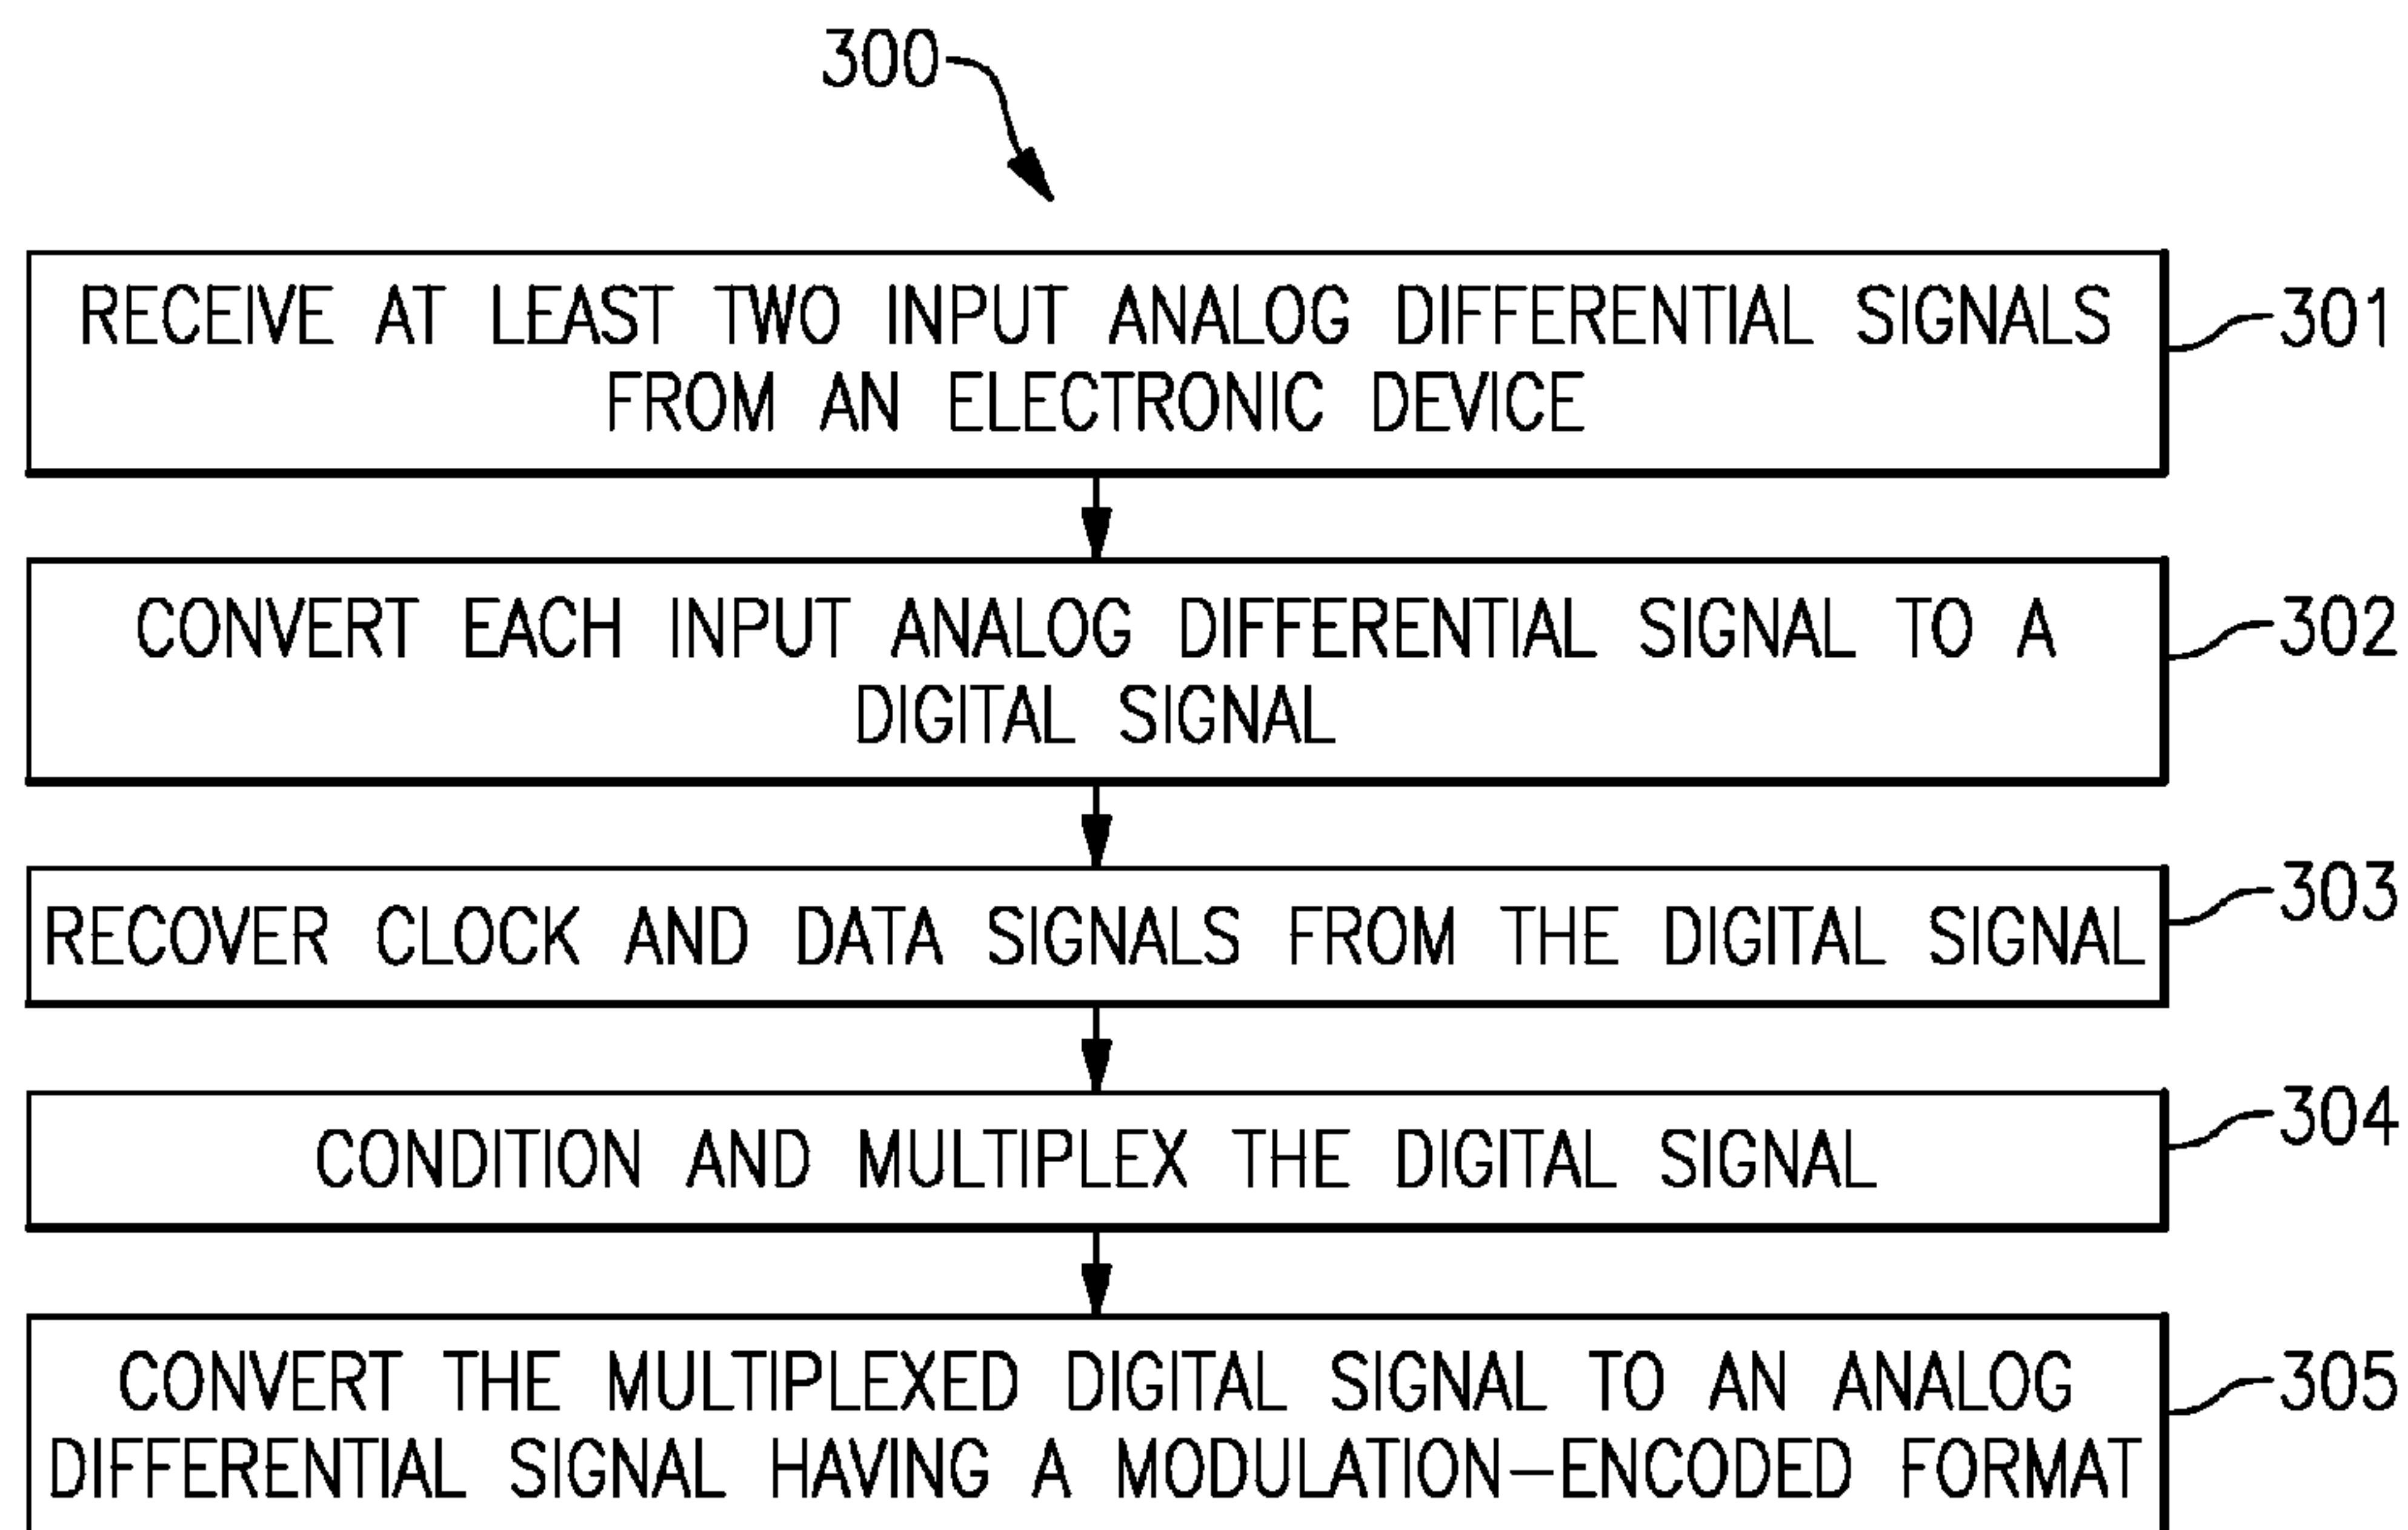 300
RECEIVE AT LEAST TWO INPUT ANALOG DIFFERENTIAL SIGNALS
FROM AN ELECTRONIC DEVICE
301
CONVERT EACH INPUT ANALOG DIFFERENTIAL SIGNAL TO A
DIGITAL SIGNAL
302
RECOVER CLOCK AND DATA SIGNALS FROM THE DIGITAL SIGNAL
303
CONDITION AND MULTIPLEX THE DIGITAL SIGNAL
304
CONVERT THE MULTIPLEXED DIGITAL SIGNAL TO AN ANALOG
DIFFERENTIAL SIGNAL HAVING A MODULATION-ENCODED FORMAT
305